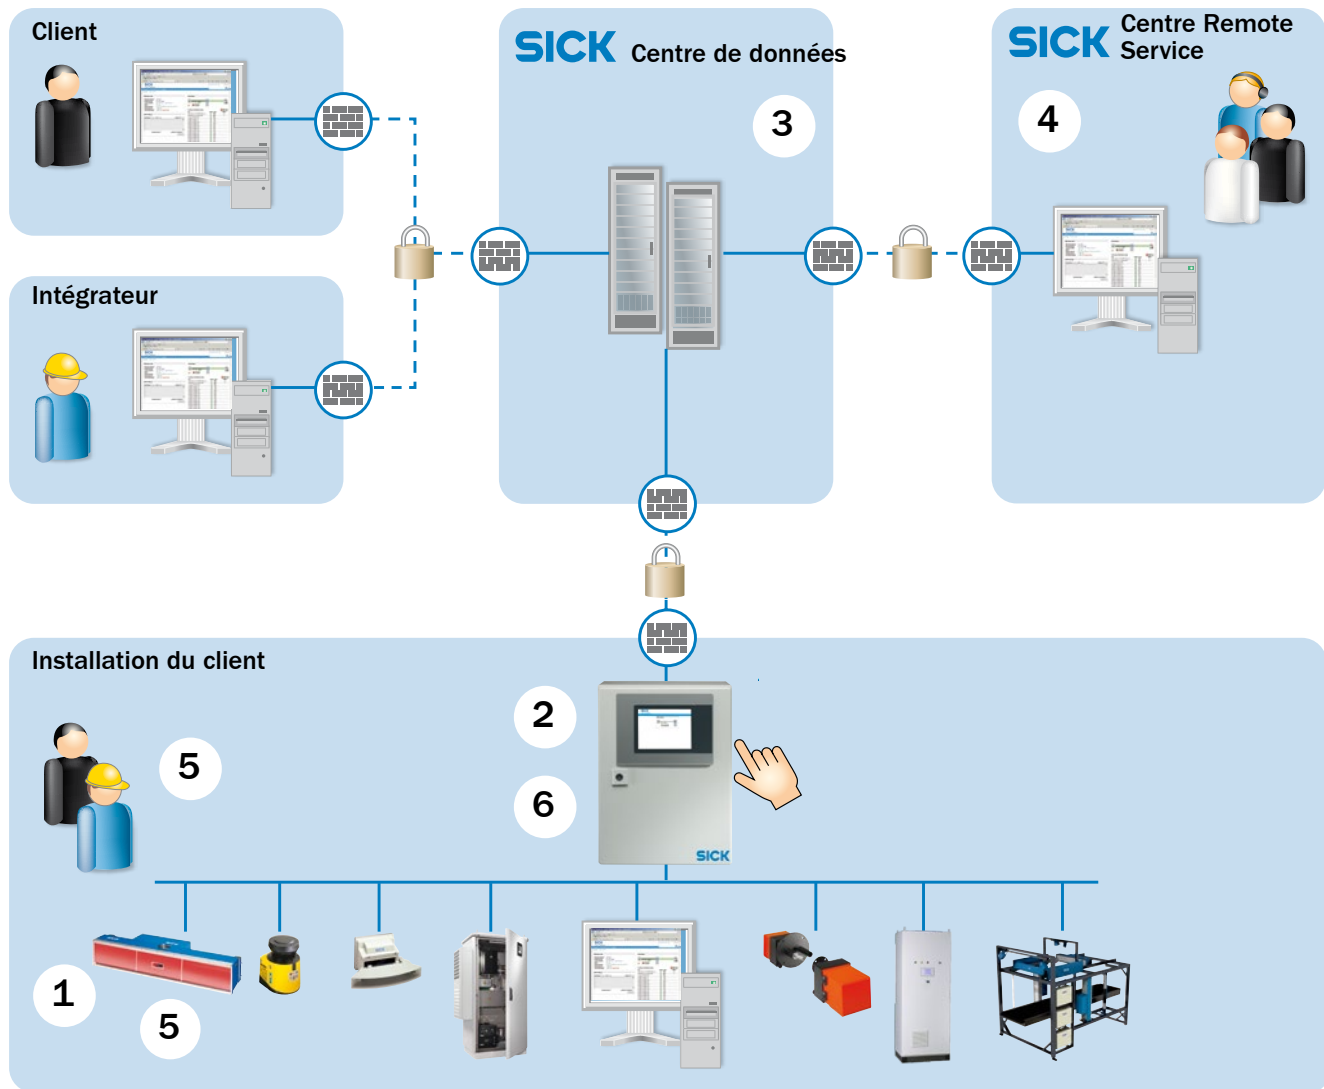 Client
SICK Centre de données
SICK Centre Remote
Service
3
4
Intégrateur
Installation du client
2
5
6
SICK
1
5